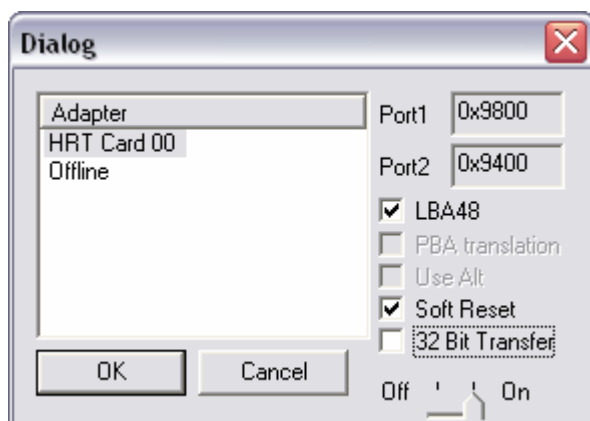 Dialog
Adapter
HRT Card 00
Offline
Port1 0x9800
Port2 0x9400
LBA48
PBA translation
Use Alt
Soft Reset
32 Bit Transfer
OK Cancel
Off On